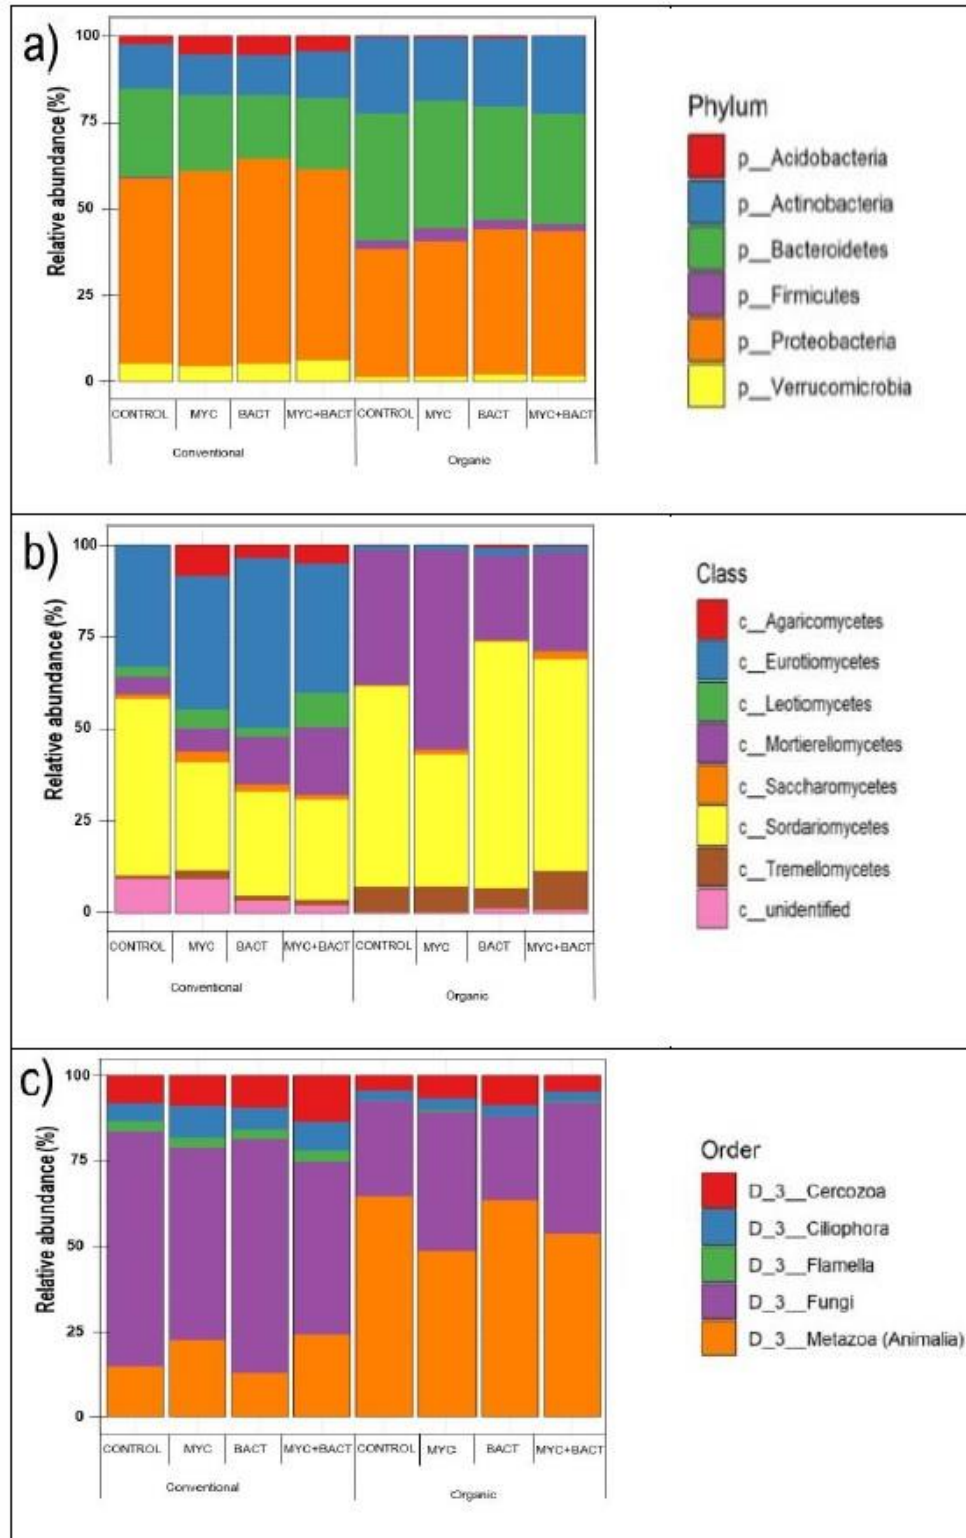 a)
Relative abundance (%)
100
75
50
25
0
CONTROL MYC BACT MYC+BACT CONTROL MYC BACT MYC+BACT
Conventional Organic
Phylum
p__Acidobacteria
p__Actinobacteria
p__Bacteroidetes
p__Firmicutes
p__Proteobacteria
p__Verrucomicrobia
b)
Relative abundance (%)
100
75
50
25
0
CONTROL MYC BACT MYC+BACT CONTROL MYC BACT MYC+BACT
Conventional Organic
Class
c__Agaricomycetes
c__Eurotiomycetes
c__Leotiomycetes
c__Mortierellomycetes
c__Saccharomycetes
c__Sordariomycetes
c__Tremellomycetes
c__unidentified
c)
Relative abundance (%)
100
75
50
25
0
CONTROL MYC BACT MYC+BACT CONTROL MYC BACT MYC+BACT
Conventional Organic
Order
D_3__Cercozoa
D_3__Ciliophora
D_3__Flamella
D_3__Fungi
D_3__Metazoa (Animalia)